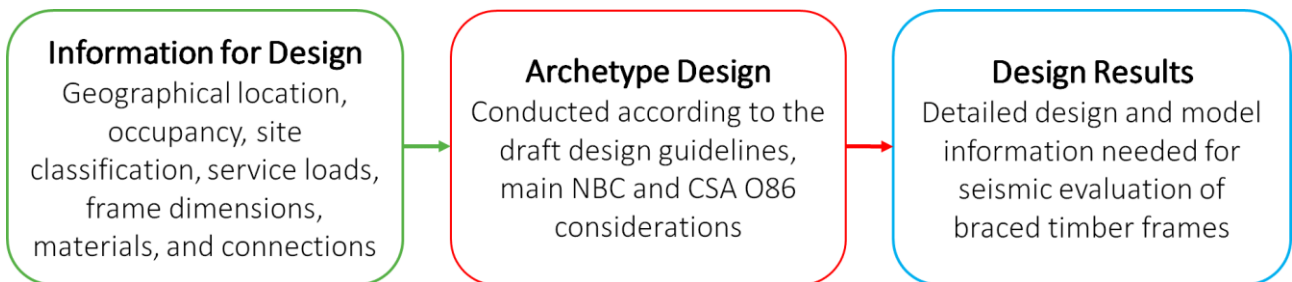 Information for Design
Geographical location,
occupancy, site
classification, service loads,
frame dimensions,
materials, and connections
Archetype Design
Conducted according to the
draft design guidelines,
main NBC and CSA O86
considerations
Design Results
Detailed design and model
information needed for
seismic evaluation of
braced timber frames